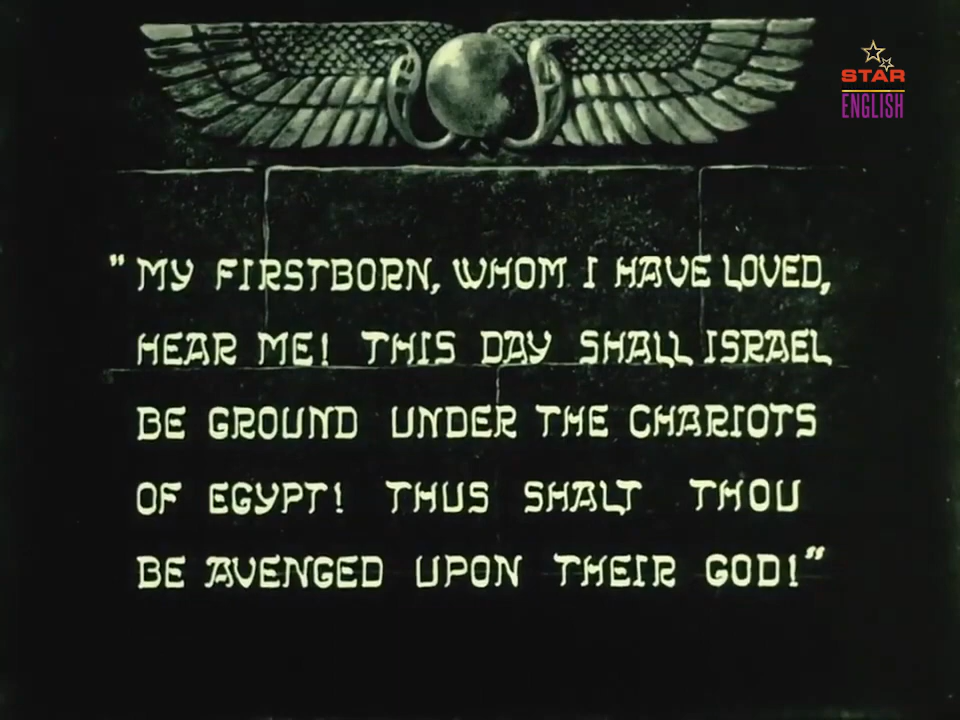 STAR
ENGLISH
"MY FIRSTBORN, WHOM I HAVE LOVED,
HEAR ME! THIS DAY SHALL ISRAEL
BE GROUND UNDER THE CHARIOTS
OF EGYPT! THUS SHALT THOU
BE AVENGED UPON THEIR GOD!"